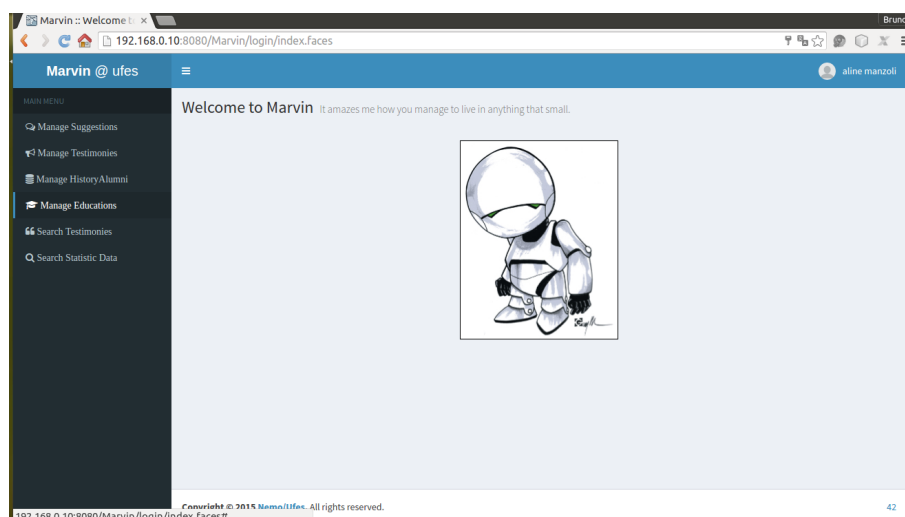 Marvin :: Welcome t
Bruno
192.168.0.10:8080/Marvin/login/index.faces
Marvin @ ufes
aline manzoli
MAIN MENU
Welcome to Marvin It amazes me how you manage to live in anything that small.
Manage Suggestions
Manage Testimonies
Manage HistoryAlumni
Manage Educations
Search Testimonies
Search Statistic Data
Copyright © 2015 Nemo/Ufes. All rights reserved.
42
192.168.0.10:8080/Marvin/login/index.faces#